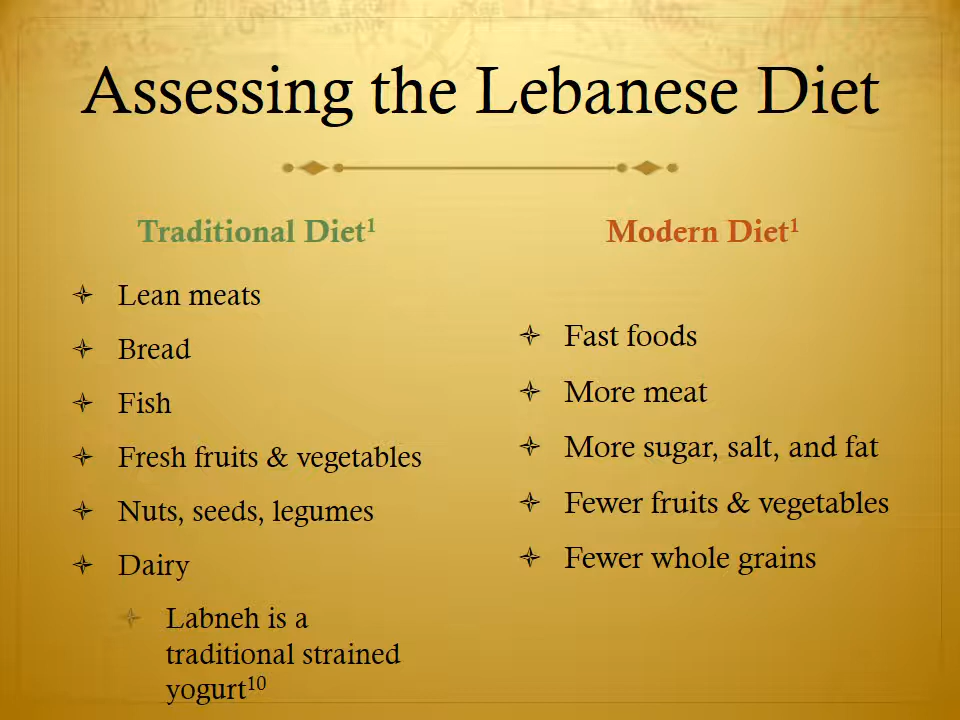 Assessing the Lebanese Diet
Traditional Diet¹
Lean meats
Bread
Fish
Fresh fruits & vegetables
Nuts, seeds, legumes
Dairy
Labneh is a
traditional strained
yogurt¹⁰
Modern Diet¹
Fast foods
More meat
More sugar, salt, and fat
Fewer fruits & vegetables
Fewer whole grains